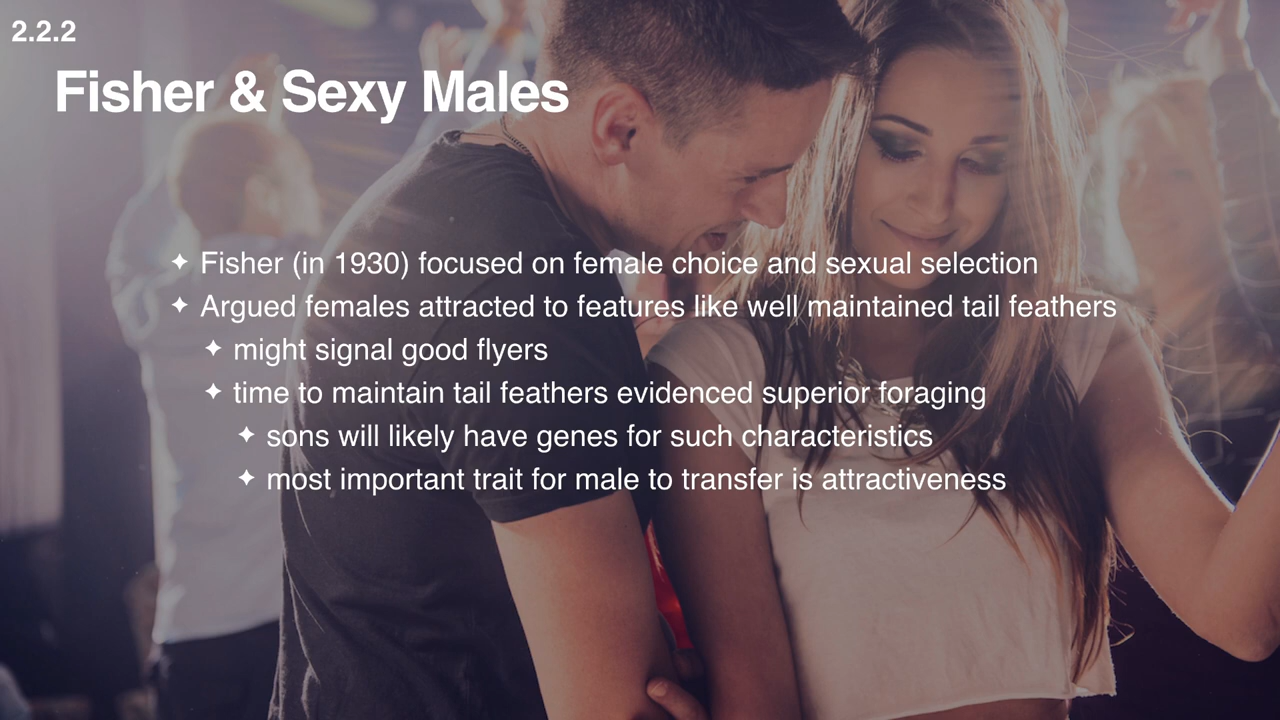 2.2.2
Fisher & Sexy Males
✦ Fisher (in 1930) focused on female choice and sexual selection
✦ Argued females attracted to features like well maintained tail feathers
✦ might signal good flyers
✦ time to maintain tail feathers evidenced superior foraging
✦ sons will likely have genes for such characteristics
✦ most important trait for male to transfer is attractiveness